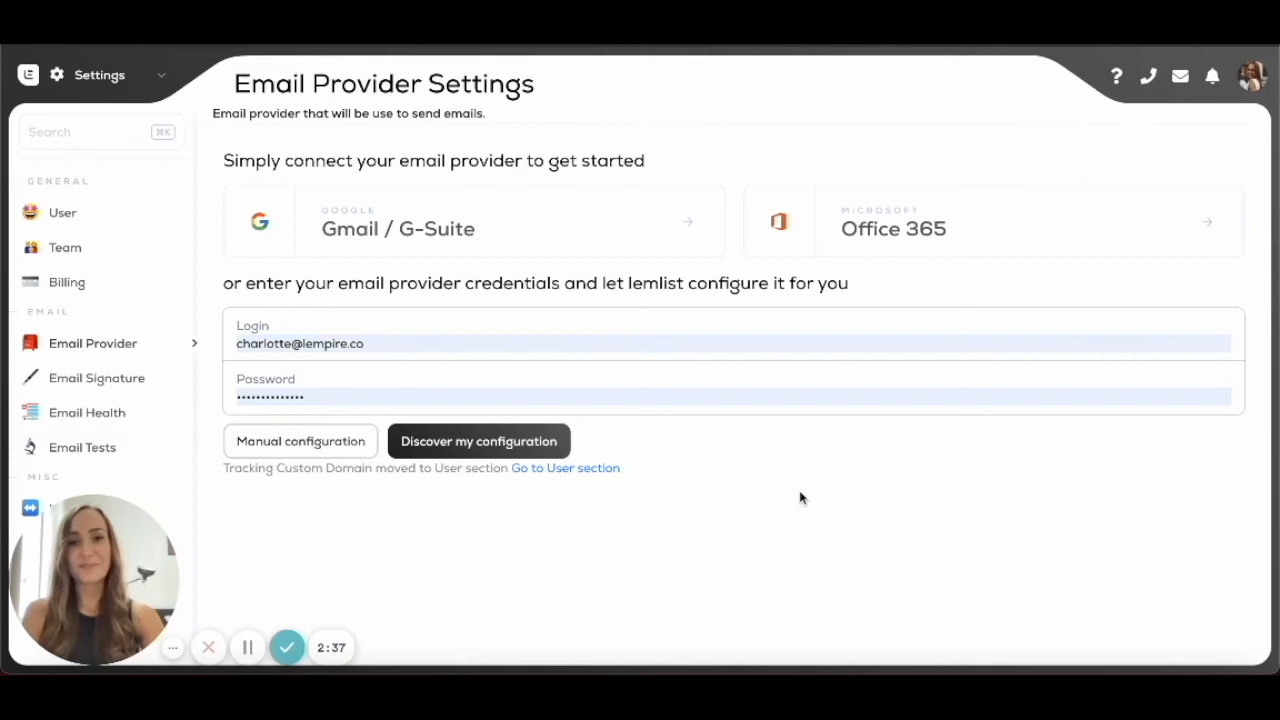 Settings
Email Provider Settings
Email provider that will be use to send emails.
Search
⌘K
GENERAL
User
Team
Billing
EMAIL
Email Provider
Email Signature
Email Health
Email Tests
MISC
Simply connect your email provider to get started
GOOGLE
Gmail / G-Suite
MICROSOFT
Office 365
or enter your email provider credentials and let lemlist configure it for you
Login
charlotte@lempire.co
Password
••••••••••••••
Manual configuration
Discover my configuration
Tracking Custom Domain moved to User section Go to User section
2:37